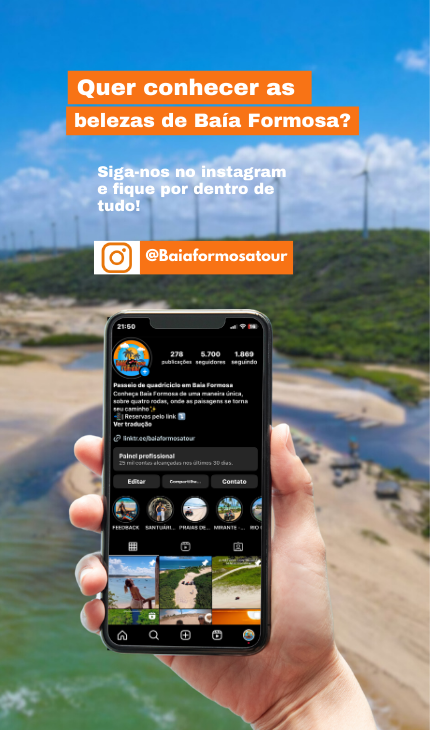 Quer conhecer as
belezas de Baía Formosa?
Siga-nos no instagram
e fique por dentro de
tudo!
@Baiaformosatour
21:50
278 5.700 1.869
publicações seguidores seguindo
Passeio de quadriciclo em Baía Formosa
Conheça Baía Formosa de uma maneira única,
sobre quatro rodas, onde as paisagens se torna
seu caminho
Reservas pelo link
Ver tradução
linktr.ee/baiaformosatour
Painel profissional
25 mil contas alcançadas nos últimos 30 dias.
Editar Compartilha... Contato
FEEDBACK SANTUÁRI... PRAIAS DE... MIRANTE -... RIO